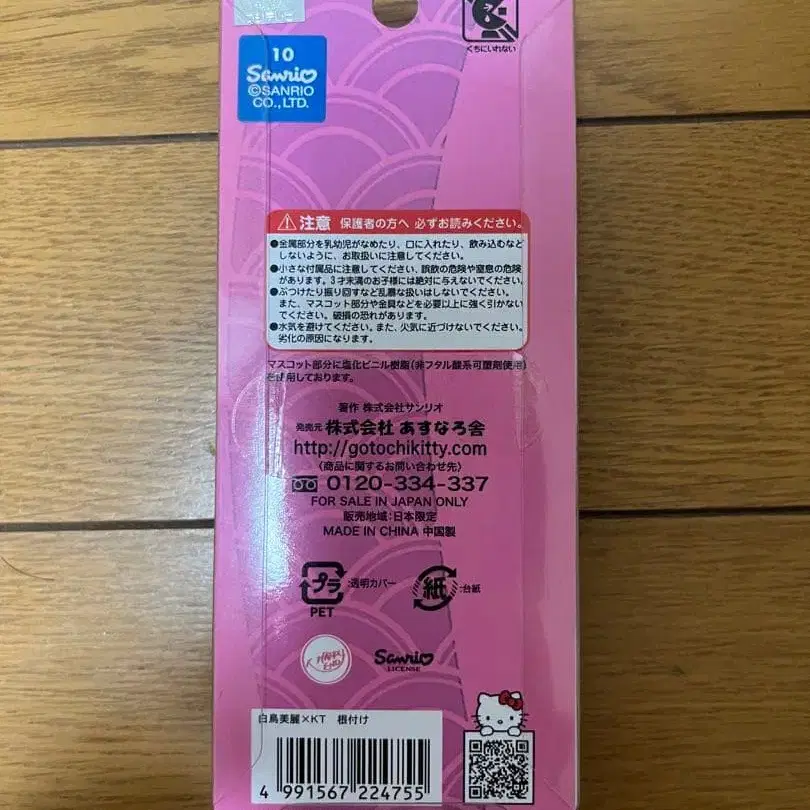 くちにいれない
10
Sanrio
©SANRIO
CO., LTD.
⚠注意 保護者の方へ 必ずお読みください。
●金属部分を乳幼児がなめたり、口に入れたり、飲み込むなど
しないように、お取扱いに注意してください。
●小さな付属品に注意してください、誤飲の危険や窒息の危険
があります。3才未満のお子様には絶対に与えないでください。
●ぶつけたり振り回すなど乱暴な扱いはしないでください。
また、マスコット部分や金具などを必要以上に強く引かない
でください。破損の恐れがあります。
●水気を避けてください。また、火気に近づけないでください。
劣化の原因になります。
マスコット部分に塩化ビニル樹脂(非フタル酸系可塑剤使用)
を使用しております。
著作 株式会社サンリオ
発売元 株式会社 あすなろ舎
http://gotochikitty.com
〈商品に関するお問い合わせ先〉
0120-334-337
FOR SALE IN JAPAN ONLY
販売地域:日本限定
MADE IN CHINA 中国製
プラ :透明カバー
PET
紙 :台紙
Sanrio
LICENSE
白鳥美麗×KT 根付け
4 991567 224755